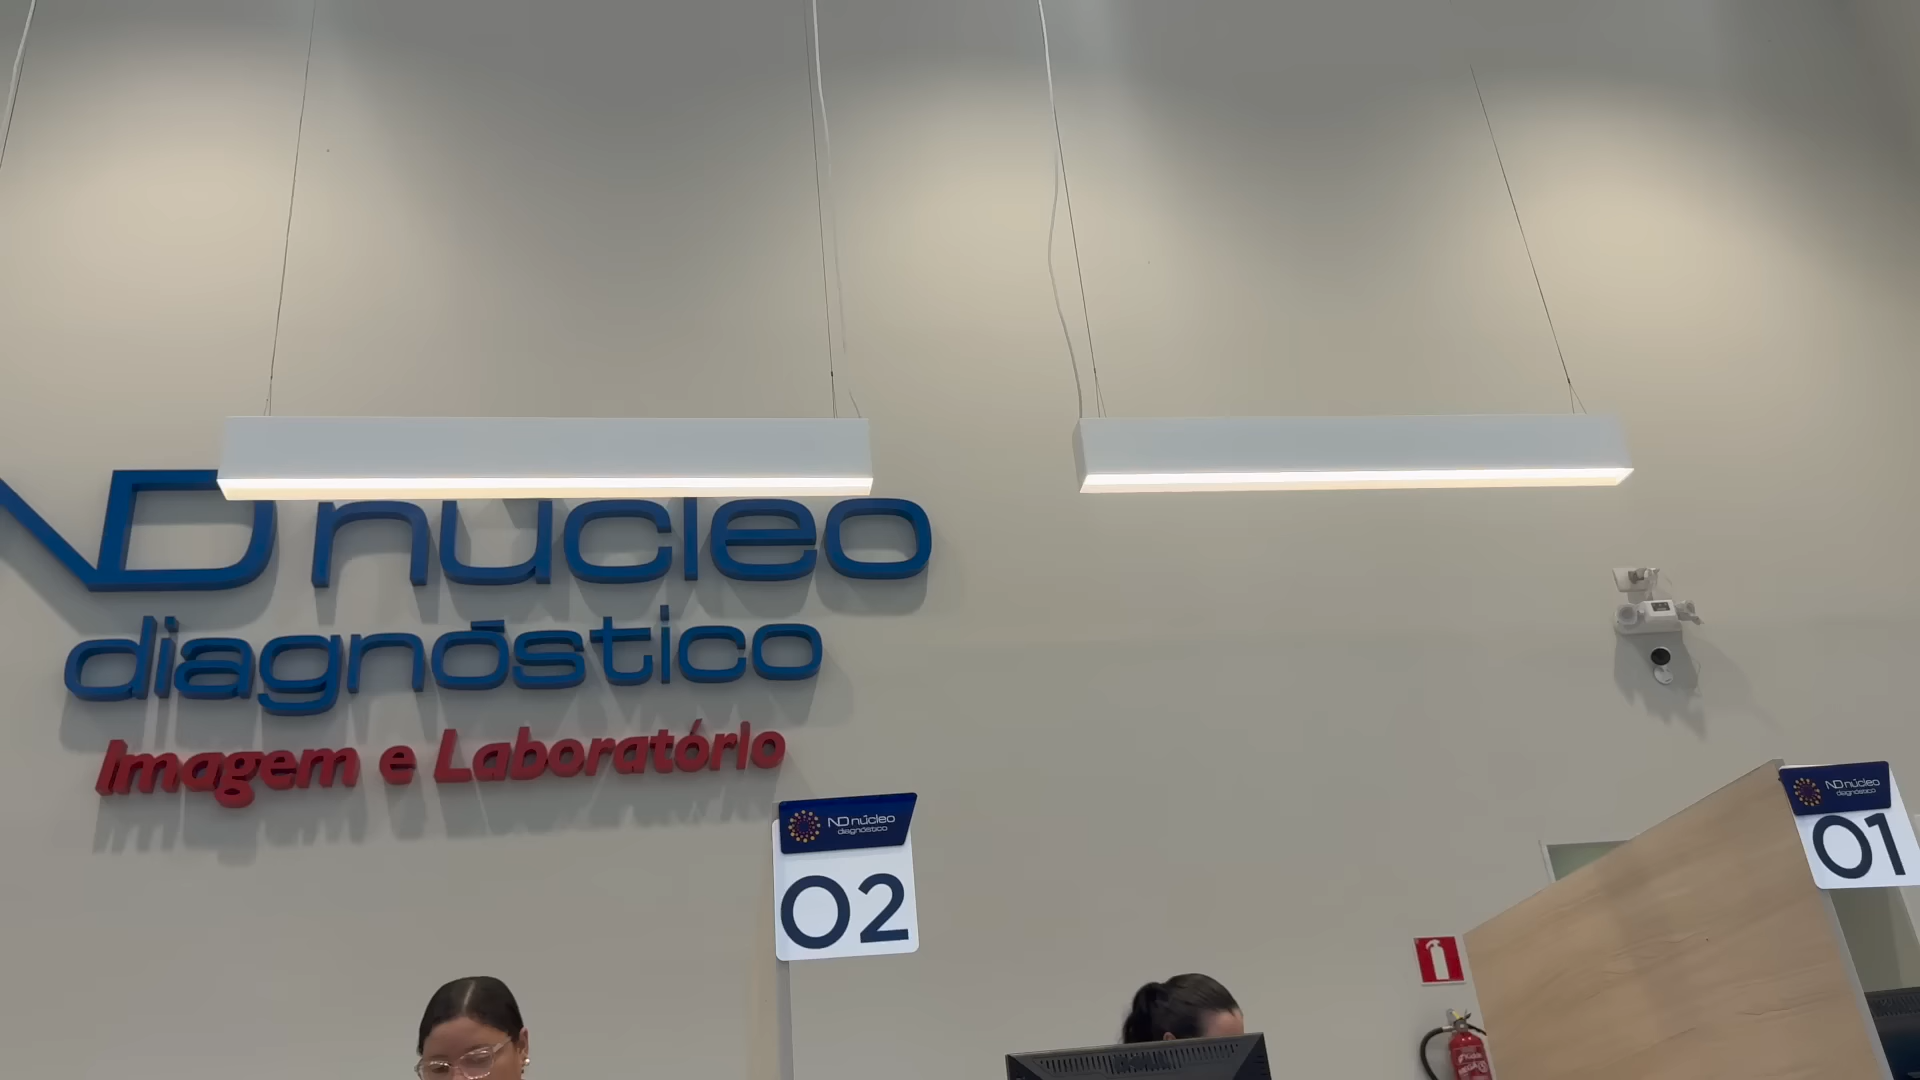 ND núcleo
diagnóstico
Imagem e Laboratório
ND núcleo
diagnóstico
02
ND núcleo
diagnóstico
01